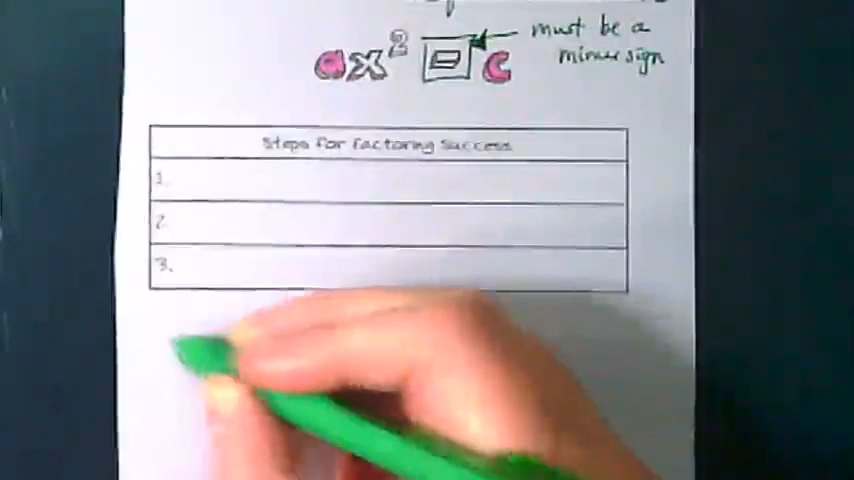 must be a
ax² - c minus sign
Steps for Factoring Success
1.
2.
3.